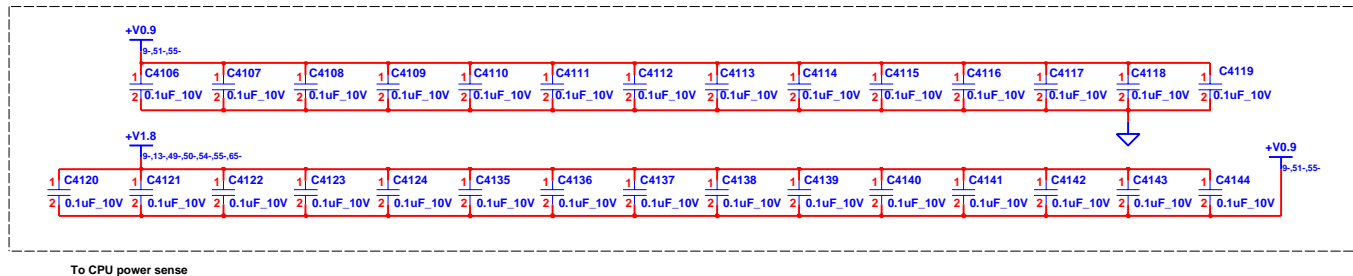 +V0.9
9-,51-,55-
1 C4106 1 C4107 1 C4108 1 C4109 1 C4110 1 C4111 1 C4112 1 C4113 1 C4114 1 C4115 1 C4116 1 C4117 1 C4118 1 C4119
2 0.1uF_10V 2 0.1uF_10V 2 0.1uF_10V 2 0.1uF_10V 2 0.1uF_10V 2 0.1uF_10V 2 0.1uF_10V 2 0.1uF_10V 2 0.1uF_10V 2 0.1uF_10V 2 0.1uF_10V 2 0.1uF_10V 2 0.1uF_10V 2 0.1uF_10V
+V1.8
9-,13-,49-,50-,54-,55-,65-
+V0.9
9-,51-,55-
1 C4120 1 C4121 1 C4122 1 C4123 1 C4124 1 C4135 1 C4136 1 C4137 1 C4138 1 C4139 1 C4140 1 C4141 1 C4142 1 C4143 1 C4144
2 0.1uF_10V 2 0.1uF_10V 2 0.1uF_10V 2 0.1uF_10V 2 0.1uF_10V 2 0.1uF_10V 2 0.1uF_10V 2 0.1uF_10V 2 0.1uF_10V 2 0.1uF_10V 2 0.1uF_10V 2 0.1uF_10V 2 0.1uF_10V 2 0.1uF_10V 2 0.1uF_10V
To CPU power sense